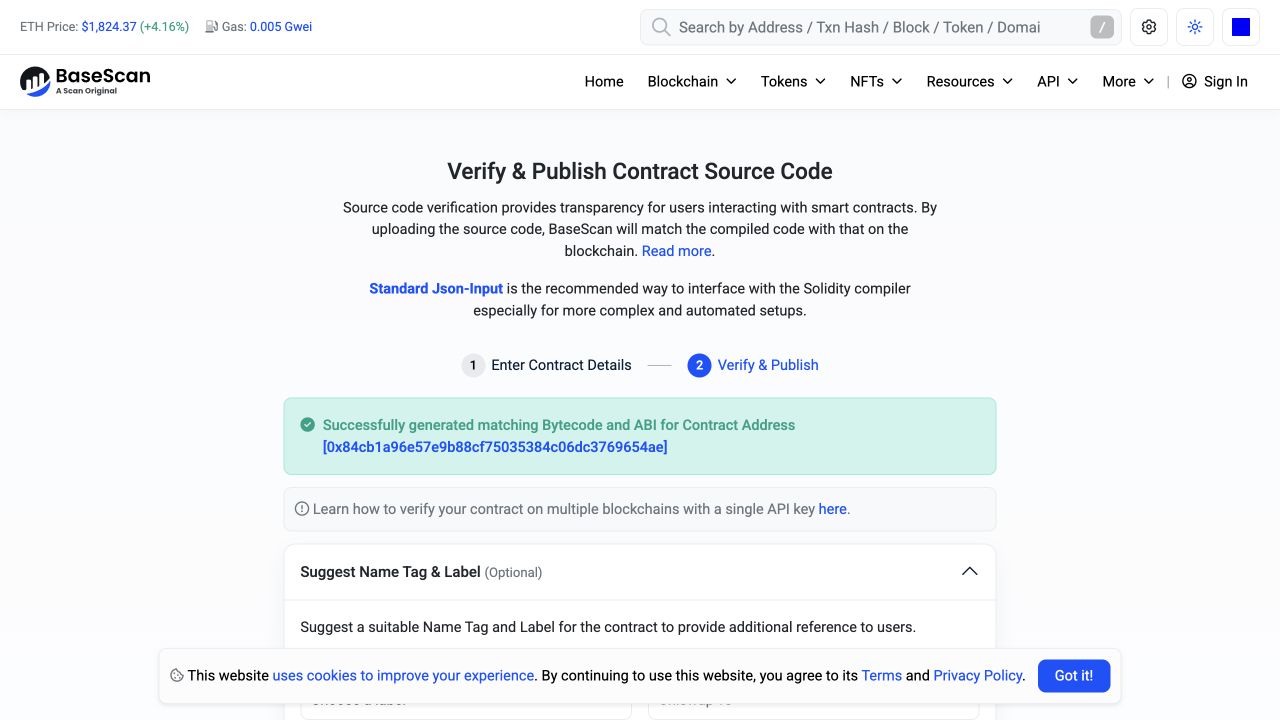 ETH Price: $1,824.37 (+4.16%) Gas: 0.005 Gwei
Search by Address / Txn Hash / Block / Token / Domai /
BaseScan
A Scan Original
Home Blockchain Tokens NFTs Resources API More | Sign In
Verify & Publish Contract Source Code
Source code verification provides transparency for users interacting with smart contracts. By
uploading the source code, BaseScan will match the compiled code with that on the
blockchain. Read more.
Standard Json-Input is the recommended way to interface with the Solidity compiler
especially for more complex and automated setups.
1 Enter Contract Details 2 Verify & Publish
Successfully generated matching Bytecode and ABI for Contract Address
[0x84cb1a96e57e9b88cf75035384c06dc3769654ae]
Learn how to verify your contract on multiple blockchains with a single API key here.
Suggest Name Tag & Label (Optional)
Suggest a suitable Name Tag and Label for the contract to provide additional reference to users.
This website uses cookies to improve your experience. By continuing to use this website, you agree to its Terms and Privacy Policy. Got it!